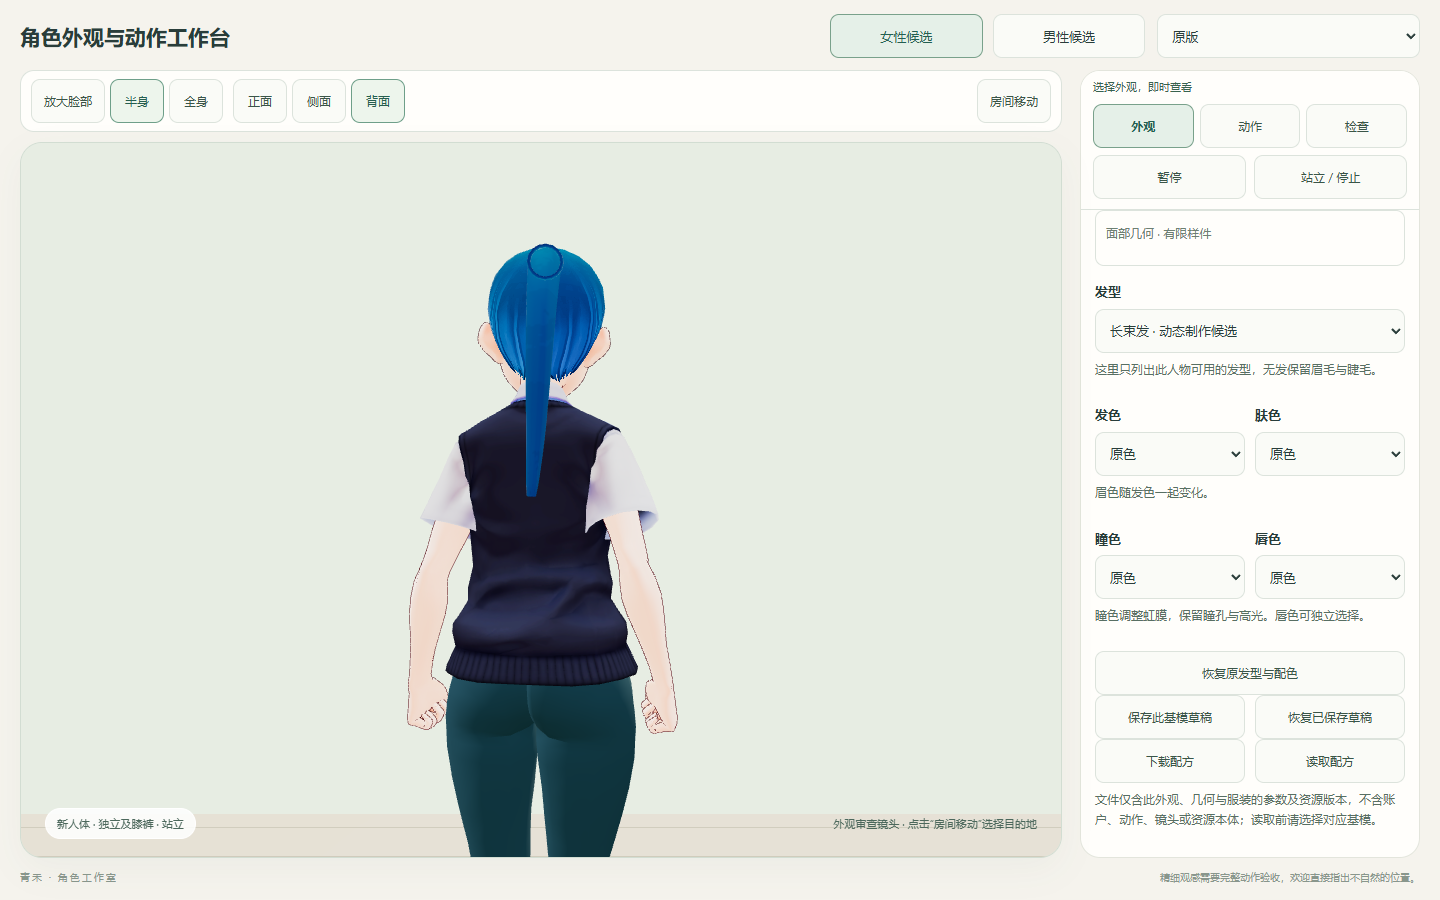 角色外观与动作工作台
女性候选
男性候选
原版
放大脸部
半身
全身
正面
侧面
背面
房间移动
选择外观，即时查看
外观
动作
检查
暂停
站立 / 停止
面部几何 · 有限样件
发型
长束发 · 动态制作候选
这里只列出此人物可用的发型，无发保留眉毛与睫毛。
发色
肤色
原色
原色
眉色随发色一起变化。
瞳色
唇色
原色
原色
瞳色调整虹膜，保留瞳孔与高光。唇色可独立选择。
恢复原发型与配色
保存此基模草稿
恢复已保存草稿
下载配方
读取配方
文件仅含此外观、几何与服装的参数及资源版本，不含账
户、动作、镜头或资源本体；读取前请选择对应基模。
新人体 · 独立及膝裤 · 站立
外观审查镜头 · 点击“房间移动”选择目的地
青禾 · 角色工作室
精细观感需要完整动作验收，欢迎直接指出不自然的位置。